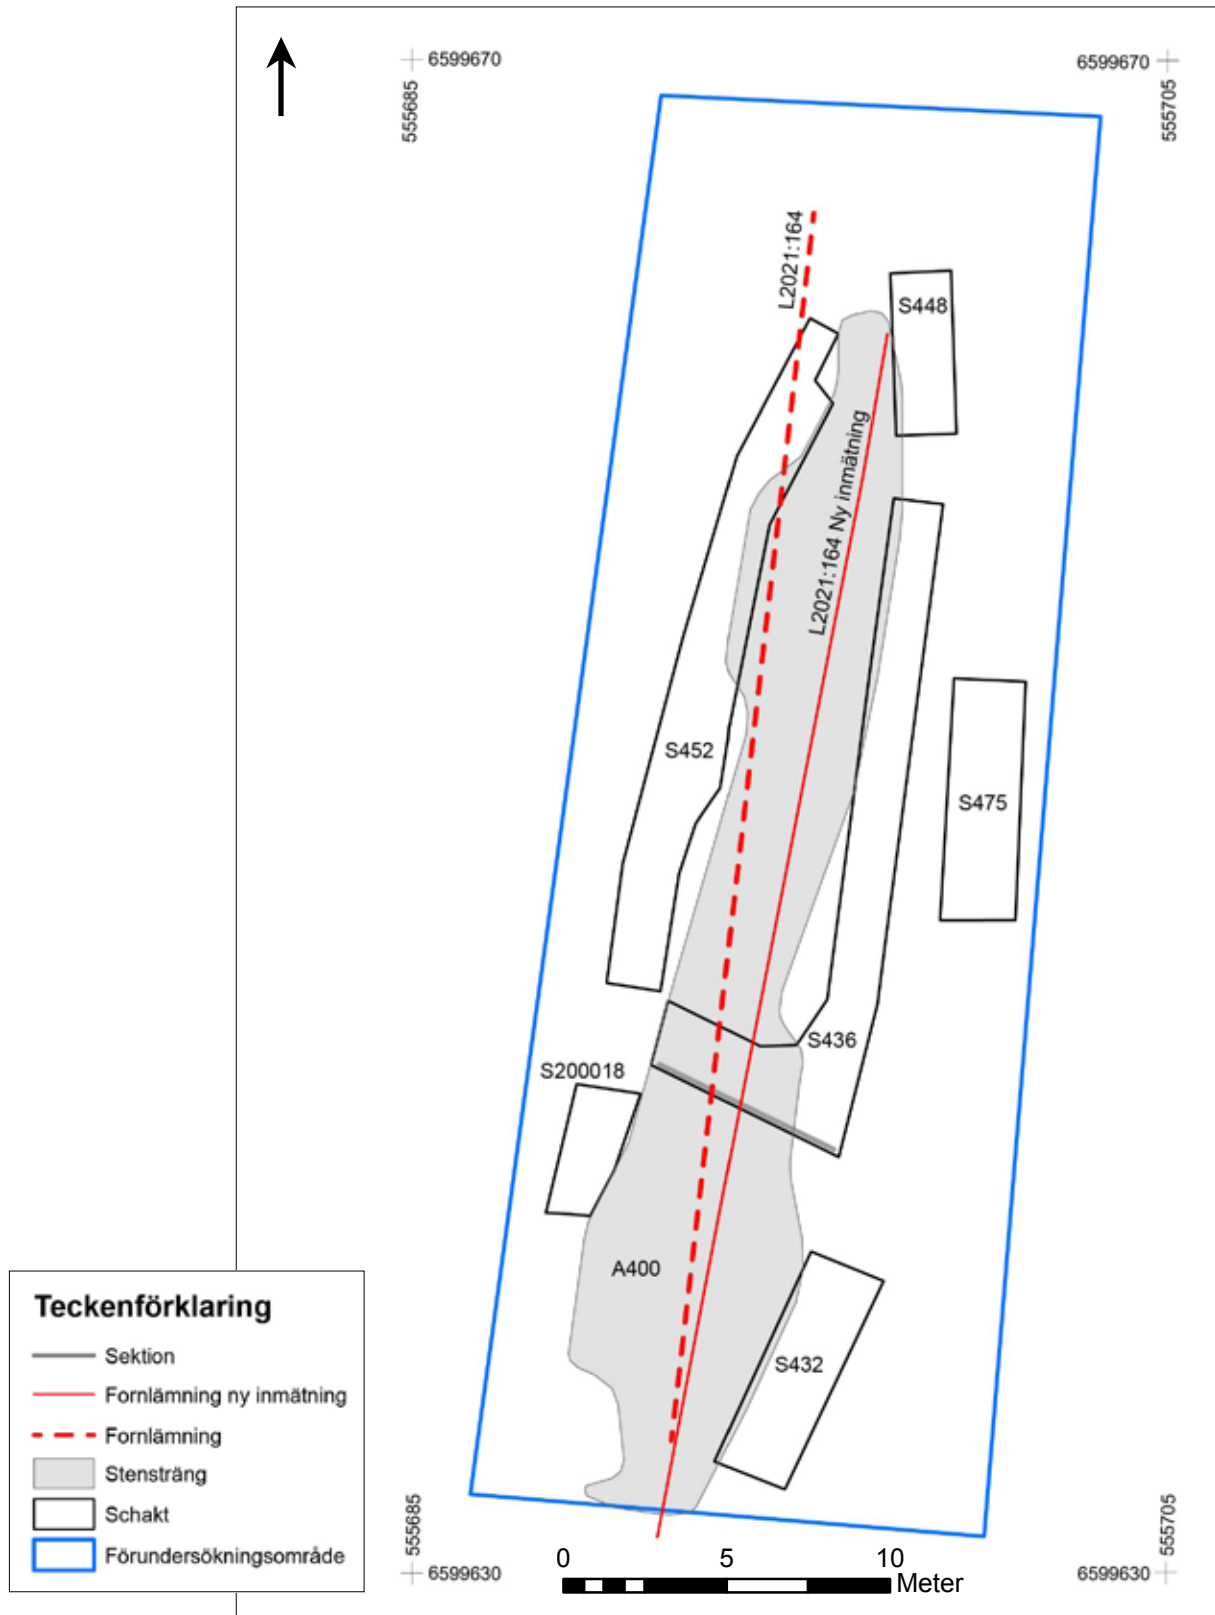 6599670
6599670
555685
555705
L2021:164
S448
L2021:164 Ny inmätning
S452
S475
S436
S200018
A400
S432
Teckenförklaring
Sektion
Fornlämning ny inmätning
Fornlämning
Stensträng
Schakt
Förundersökningsområde
555685
555705
0 5 10
Meter
6599630
6599630